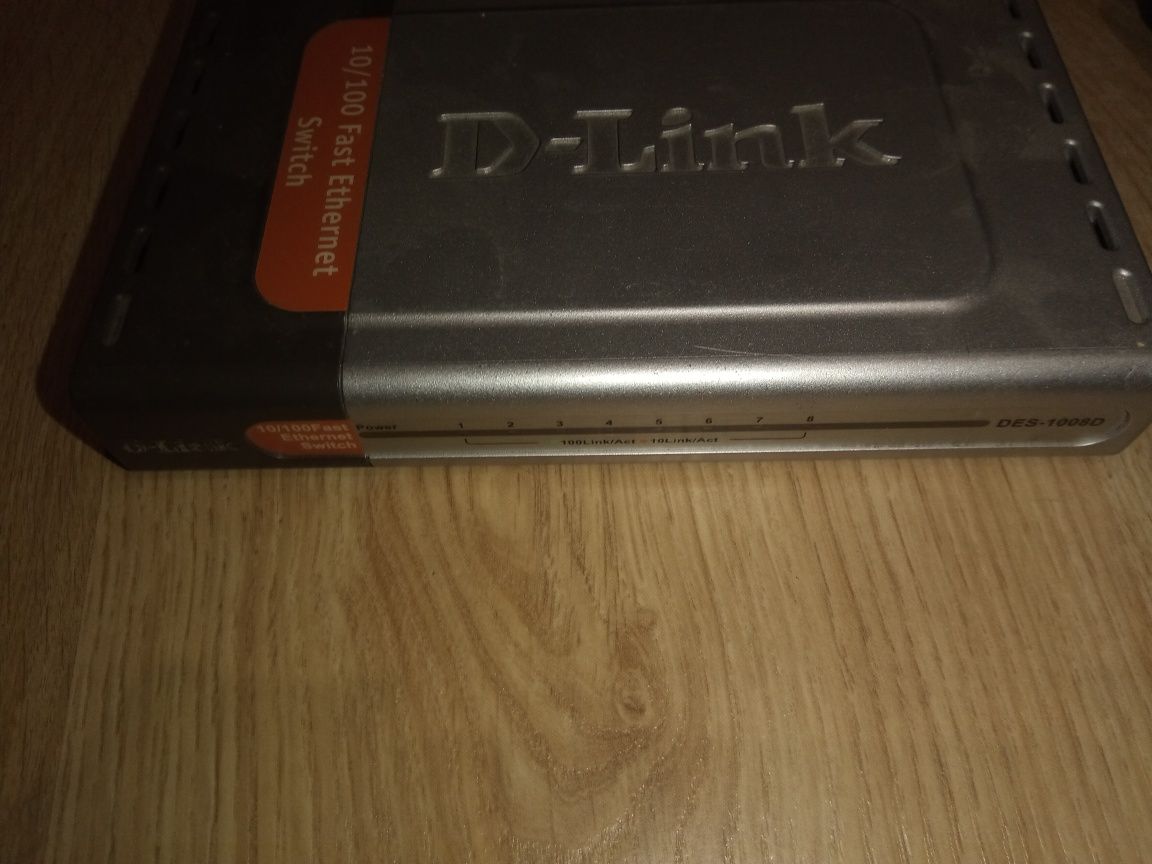 10/100 Fast Ethernet
Switch
D-Link
D-Link
10/100Fast
Ethernet
Switch
Power 1 2 3 4 5 6 7 8
100Link/Act 10Link/Act
DES-1008D